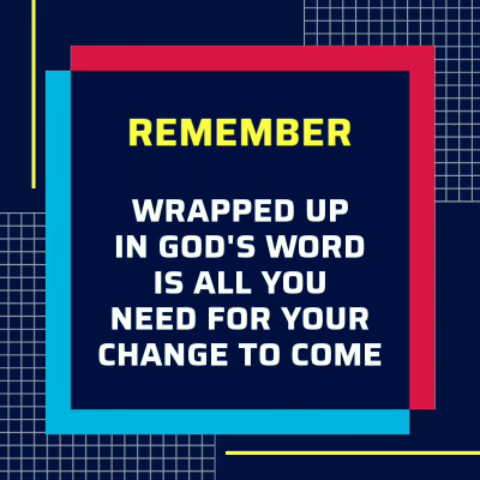 REMEMBER
WRAPPED UP
IN GOD'S WORD
IS ALL YOU
NEED FOR YOUR
CHANGE TO COME